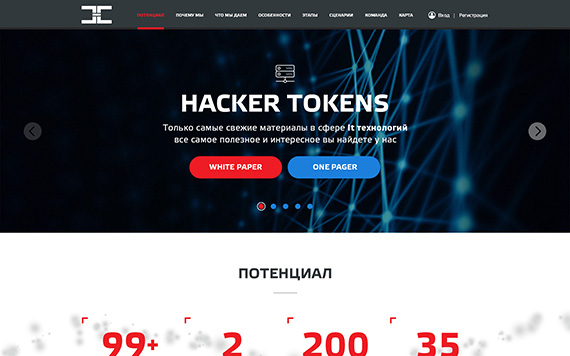 ПОТЕНЦИАЛ ПОЧЕМУ МЫ ЧТО МЫ ДАЕМ ОСОБЕННОСТИ ЭТАПЫ СЦЕНАРИИ КОМАНДА КАРТА Вход | Регистрация
HACKER TOKENS
Только самые свежие материалы в сфере It технологий
все самое полезное и интересное вы найдете у нас
WHITE PAPER ONE PAGER
ПОТЕНЦИАЛ
99+ 2 200 35